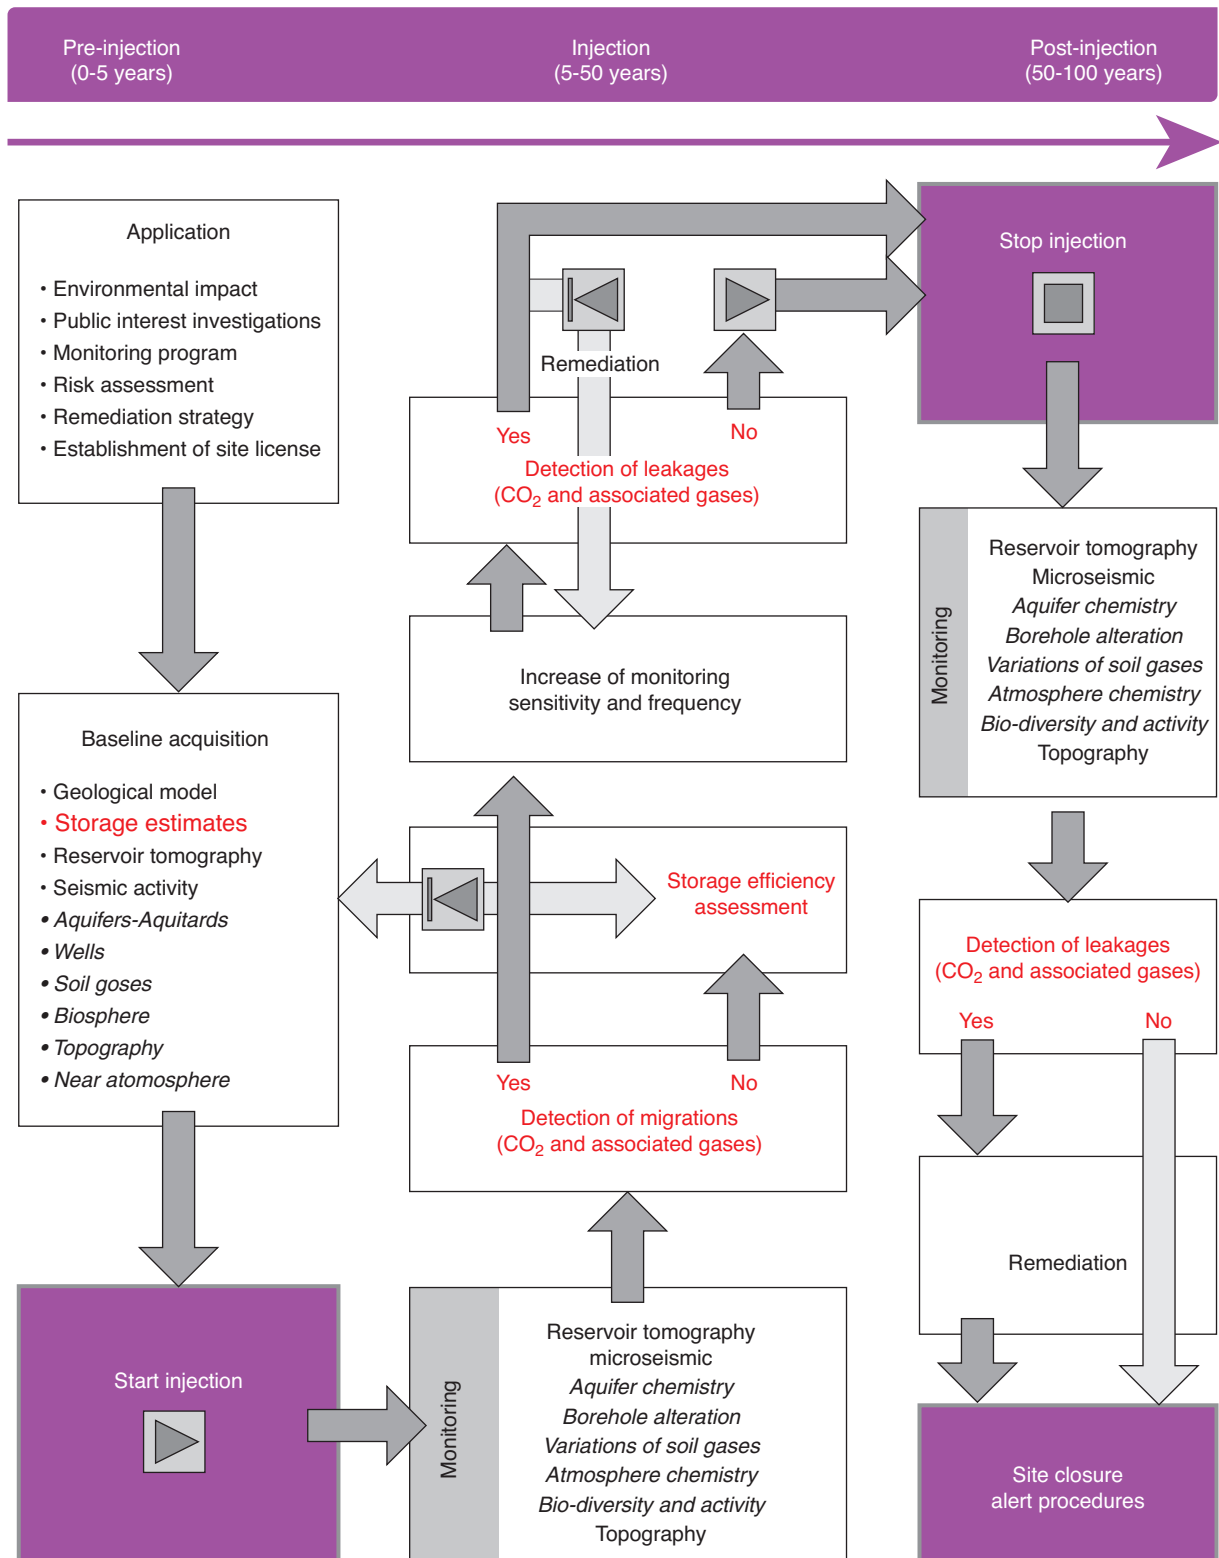 Pre-injection
(0-5 years)
Injection
(5-50 years)
Post-injection
(50-100 years)
Application
• Environmental impact
• Public interest investigations
• Monitoring program
• Risk assessment
• Remediation strategy
• Establishment of site license
Baseline acquisition
• Geological model
• Storage estimates
• Reservoir tomography
• Seismic activity
• Aquifers-Aquitards
• Wells
• Soil goses
• Biosphere
• Topography
• Near atomosphere
Start injection
Remediation
Yes
No
Detection of leakages
(CO₂ and associated gases)
Increase of monitoring
sensitivity and frequency
Storage efficiency
assessment
Yes
No
Detection of migrations
(CO₂ and associated gases)
Monitoring
Reservoir tomography
microseismic
Aquifer chemistry
Borehole alteration
Variations of soil gases
Atmosphere chemistry
Bio-diversity and activity
Topography
Stop injection
Monitoring
Reservoir tomography
Microseismic
Aquifer chemistry
Borehole alteration
Variations of soil gases
Atmosphere chemistry
Bio-diversity and activity
Topography
Detection of leakages
(CO₂ and associated gases)
Yes
No
Remediation
Site closure
alert procedures